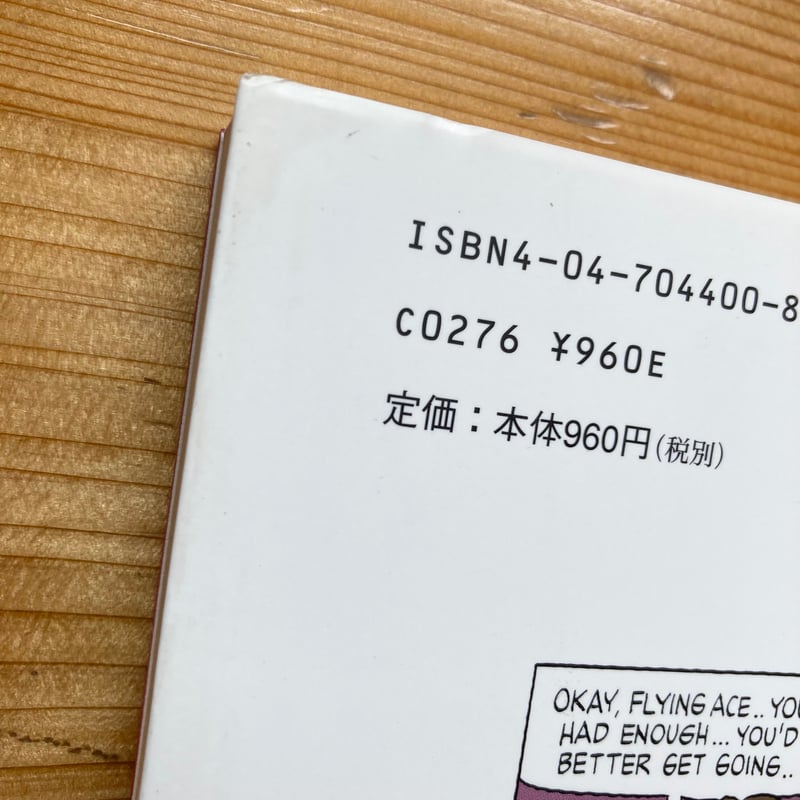 ISBN4-04-704400-8
C0276 ¥960E
定価：本体960円（税別）
OKAY, FLYING ACE.. YOU
HAD ENOUGH... YOU'D
BETTER GET GOING..